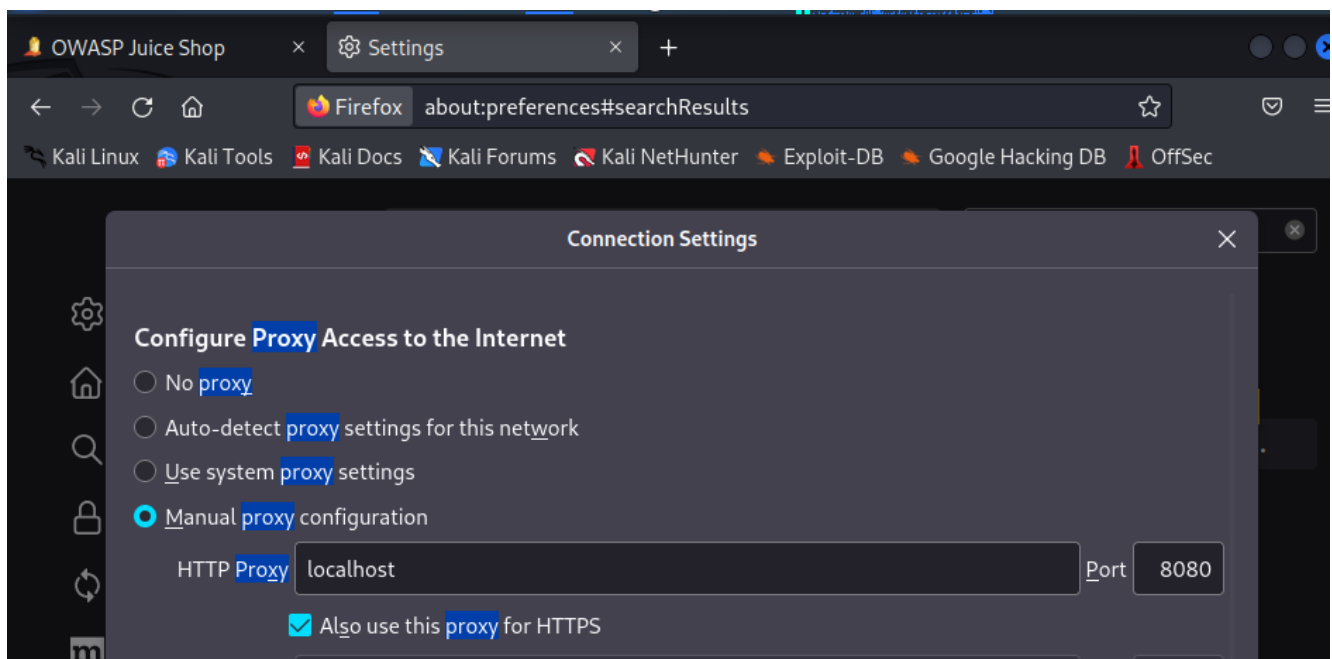 OWASP Juice Shop
Settings
Firefox about:preferences#searchResults
Kali Linux Kali Tools Kali Docs Kali Forums Kali NetHunter Exploit-DB Google Hacking DB OffSec
Connection Settings
Configure Proxy Access to the Internet
No proxy
Auto-detect proxy settings for this network
Use system proxy settings
Manual proxy configuration
HTTP Proxy localhost Port 8080
Also use this proxy for HTTPS
m